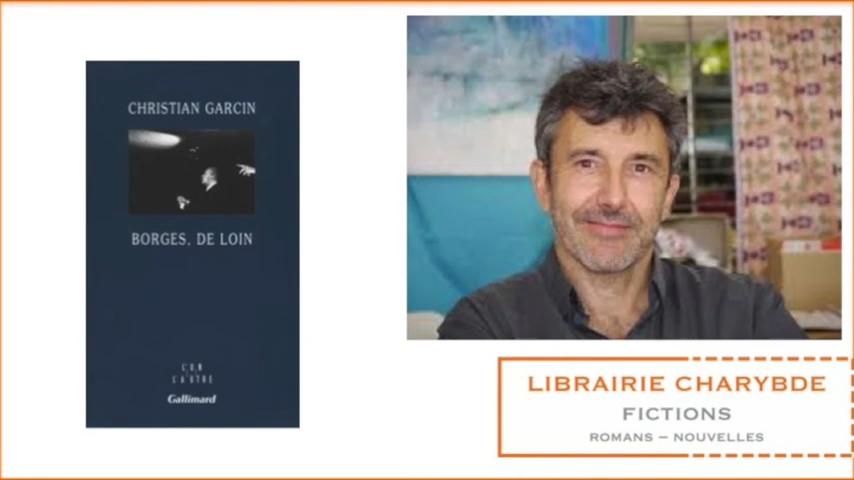 CHRISTIAN GARCIN
BORGES, DE LOIN
L'UN
L'AUTRE
Gallimard
LIBRAIRIE CHARYBDE
FICTIONS
ROMANS – NOUVELLES